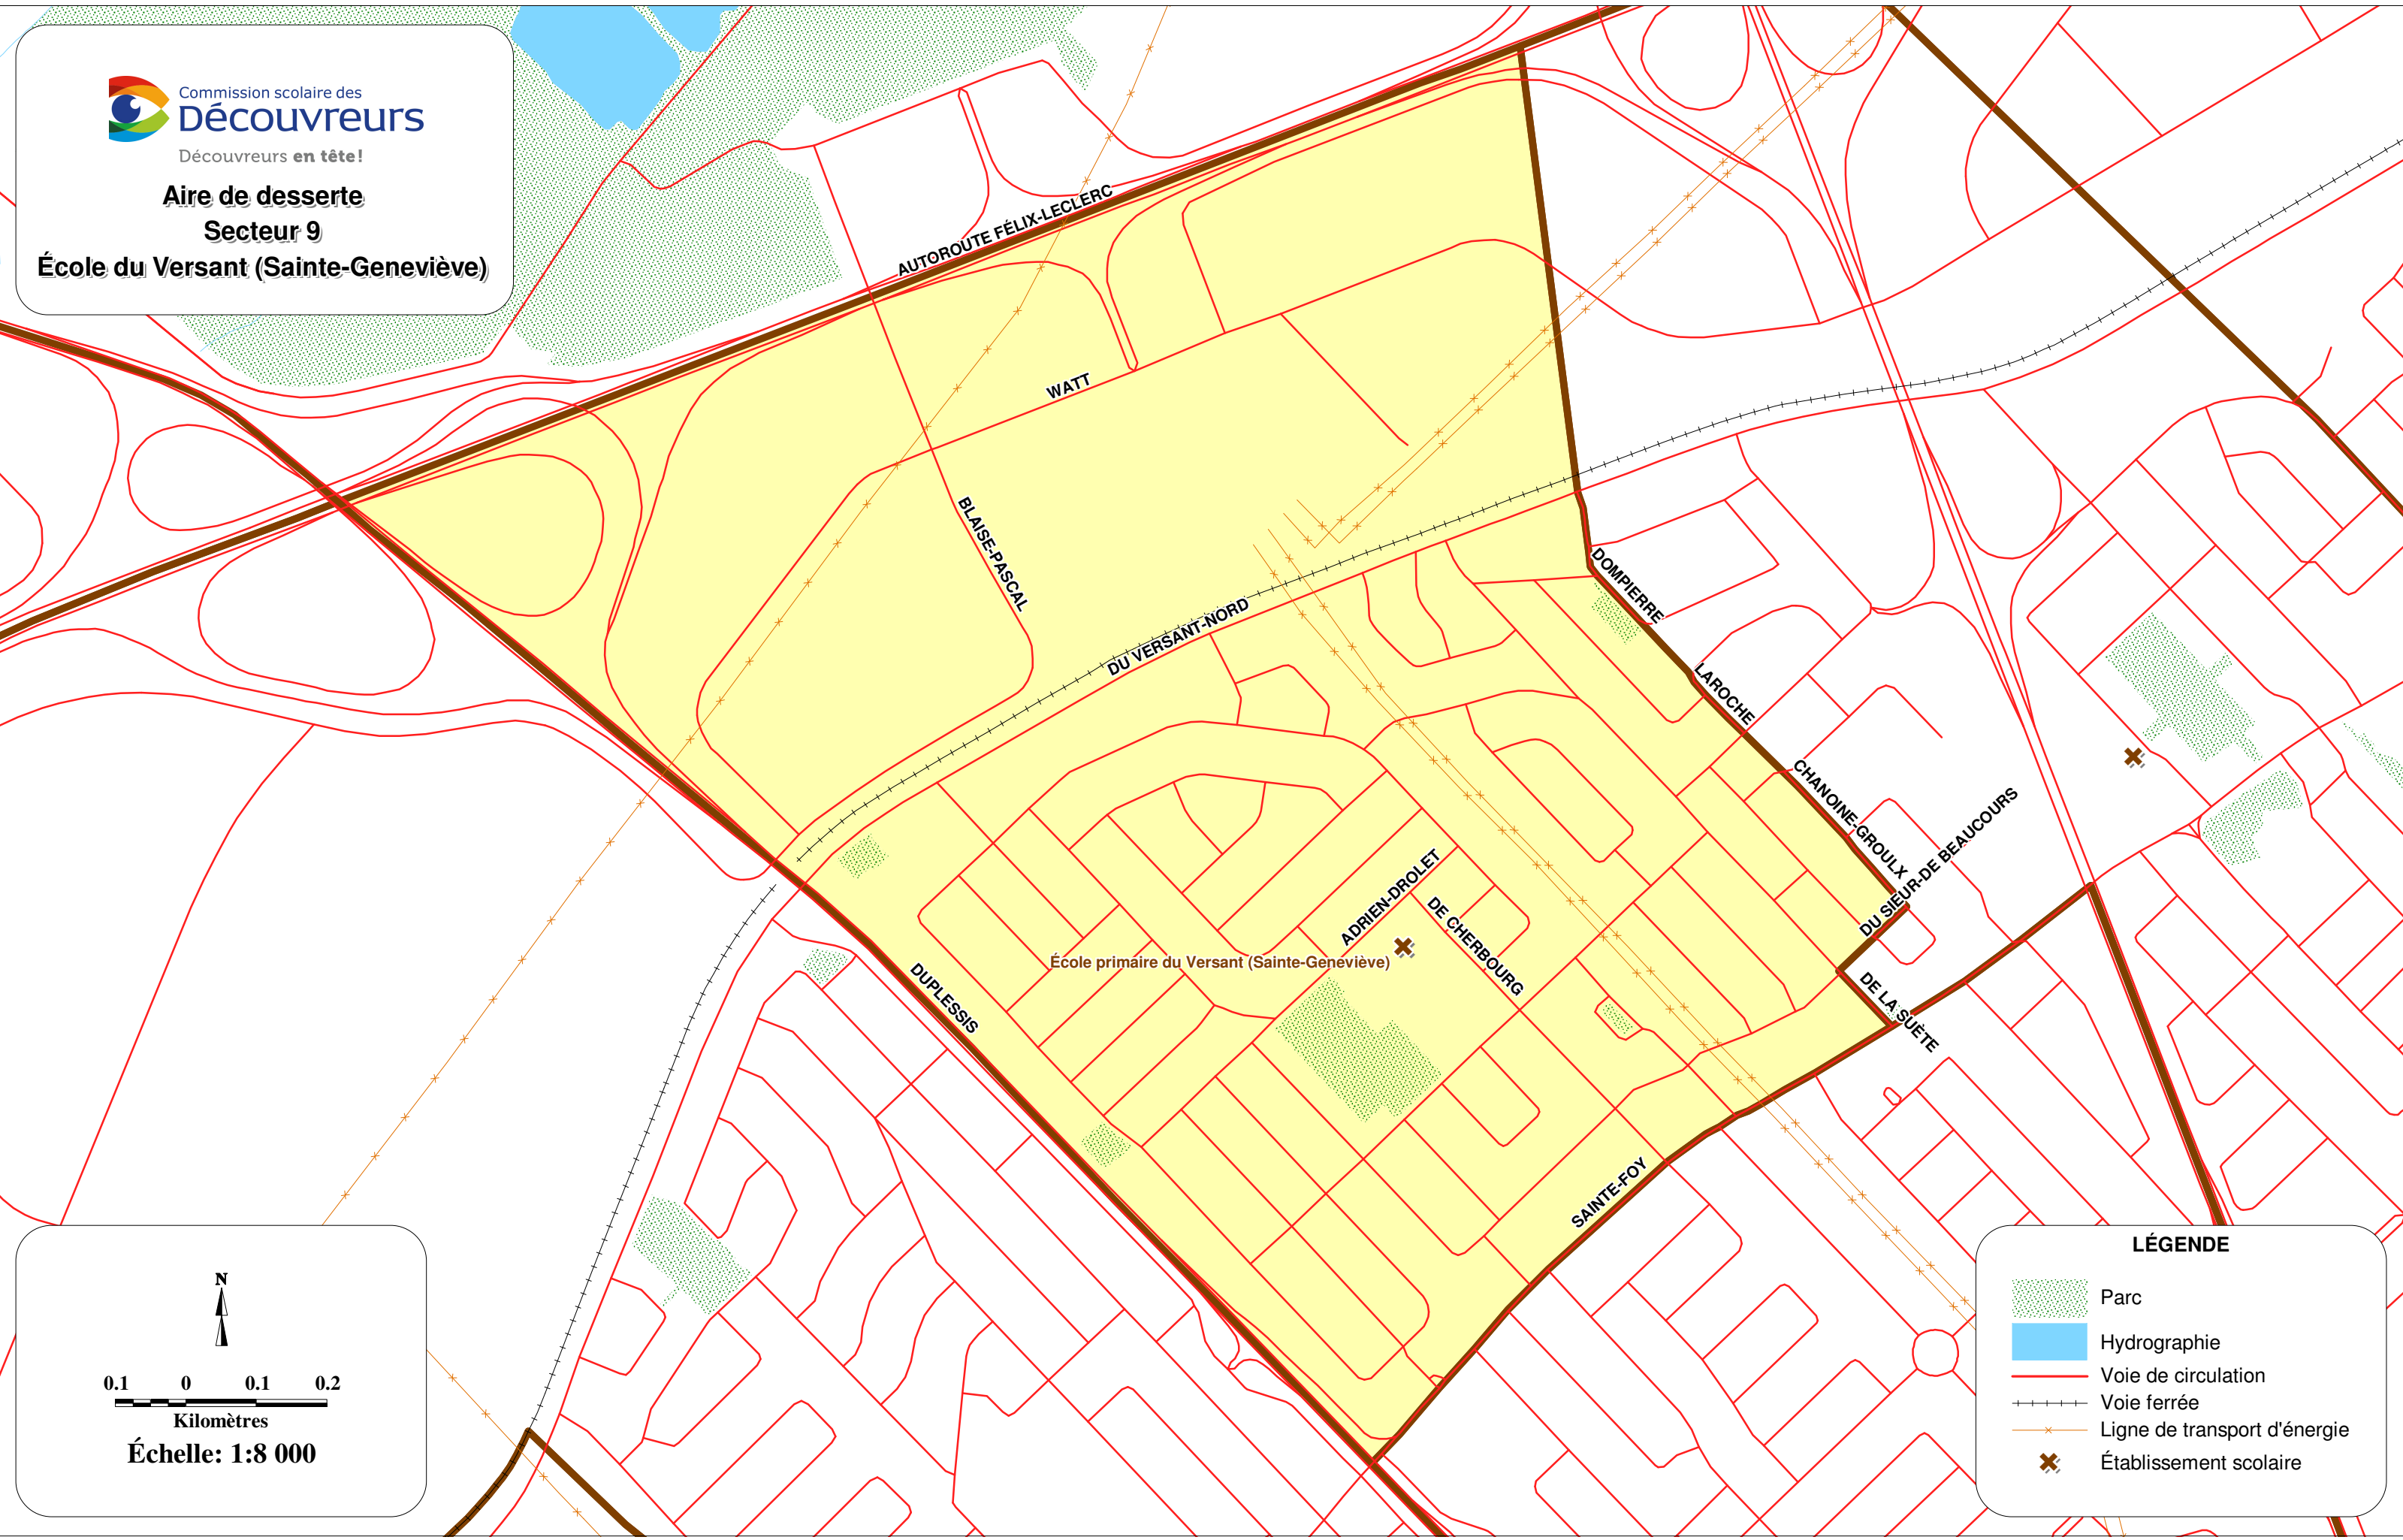 Commission scolaire des
Découvreurs
Découvreurs en tête!
Aire de desserte
Secteur 9
École du Versant (Sainte-Geneviève)
AUTOROUTE FÉLIX-LECLERC
WATT
BLAISE-PASCAL
DU VERSANT-NORD
DOMPIERRE
LAROCHE
CHANOINE-GROULX
DU SIEUR-DE BEAUCOURS
ADRIEN-DROLET
DE CHERBOURG
École primaire du Versant (Sainte-Geneviève)
DUPLESSIS
DE LA SUÈTE
SAINTE-FOY
N
0.1 0 0.1 0.2
Kilomètres
Échelle: 1:8 000
LÉGENDE
Parc
Hydrographie
Voie de circulation
Voie ferrée
Ligne de transport d'énergie
Établissement scolaire